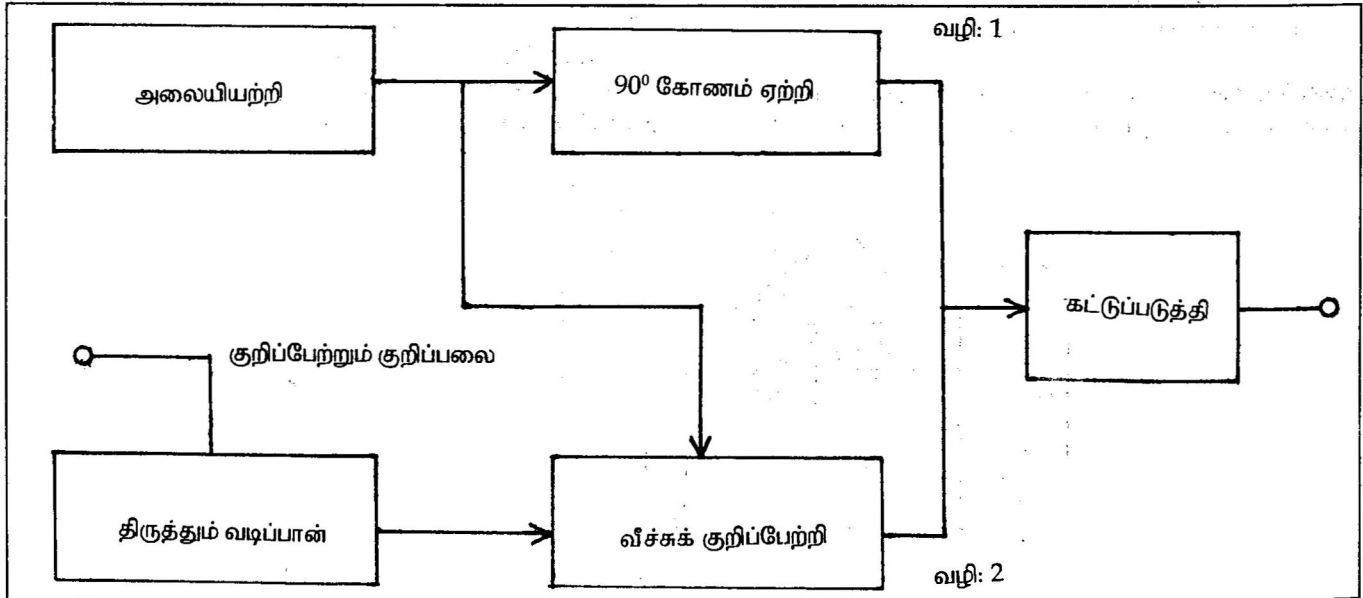 வழி: 1
அலையியற்றி
90⁰ கோணம் ஏற்றி
கட்டுப்படுத்தி
குறிப்பேற்றும் குறிப்பலை
திருத்தும் வடிப்பான்
வீச்சுக் குறிப்பேற்றி
வழி: 2